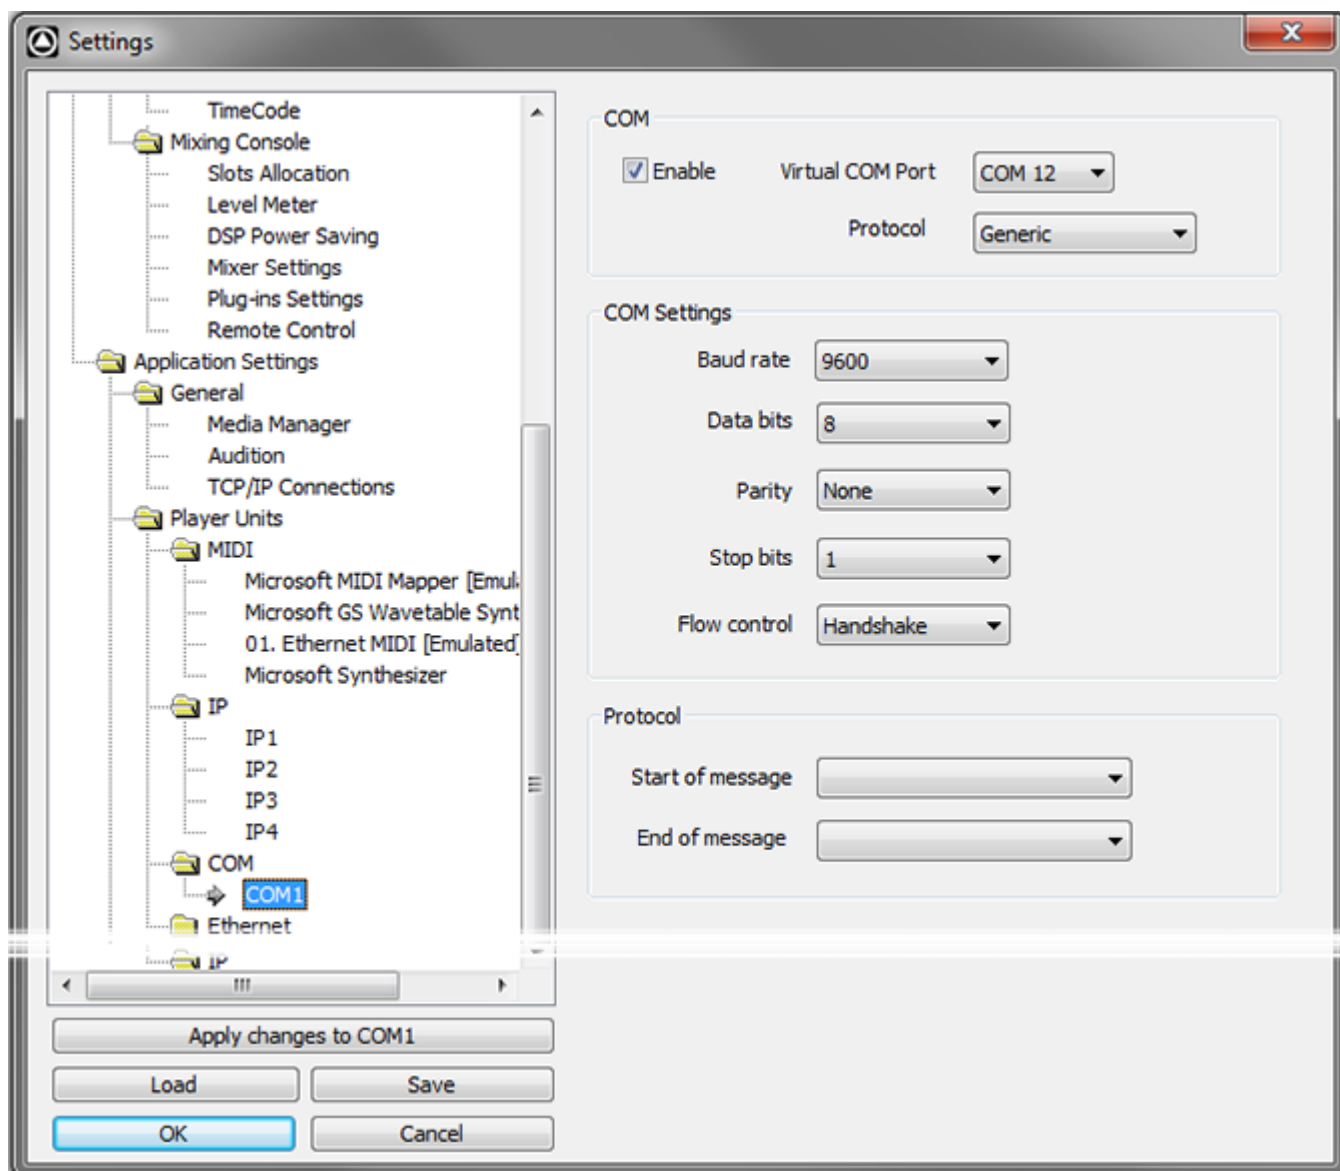 Settings
TimeCode
Mixing Console
Slots Allocation
Level Meter
DSP Power Saving
Mixer Settings
Plug-ins Settings
Remote Control
Application Settings
General
Media Manager
Audition
TCP/IP Connections
Player Units
MIDI
Microsoft MIDI Mapper [Emul
Microsoft GS Wavetable Synt
01. Ethernet MIDI [Emulated]
Microsoft Synthesizer
IP
IP1
IP2
IP3
IP4
COM
COM1
Ethernet
IP
Apply changes to COM1
Load Save
OK Cancel
COM
Enable Virtual COM Port COM 12
Protocol Generic
COM Settings
Baud rate 9600
Data bits 8
Parity None
Stop bits 1
Flow control Handshake
Protocol
Start of message
End of message